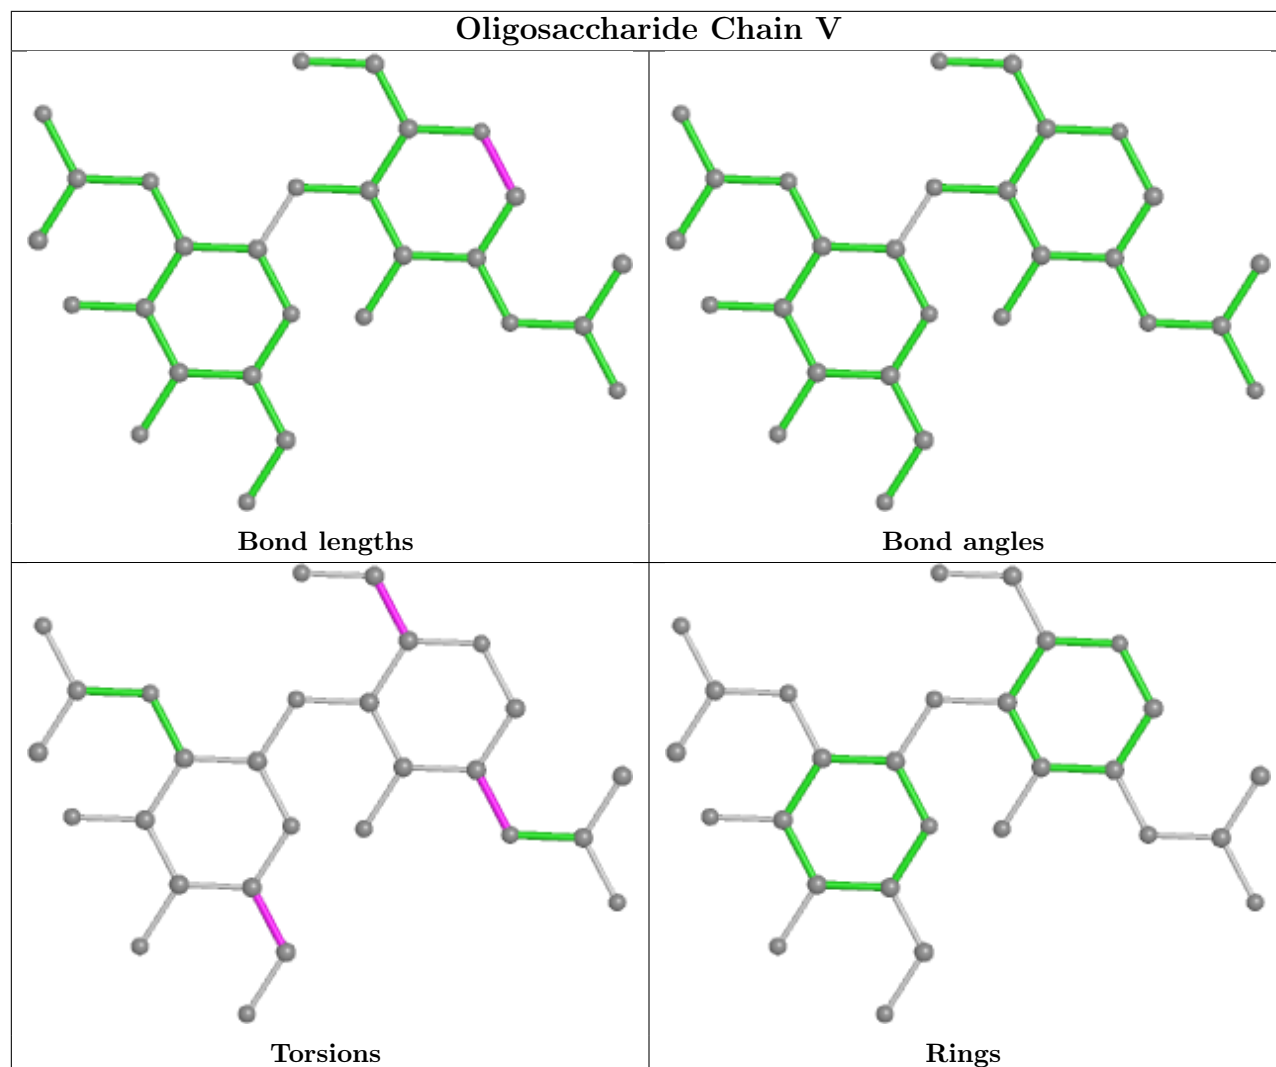 Oligosaccharide Chain V
Bond lengths
Bond angles
Torsions
Rings